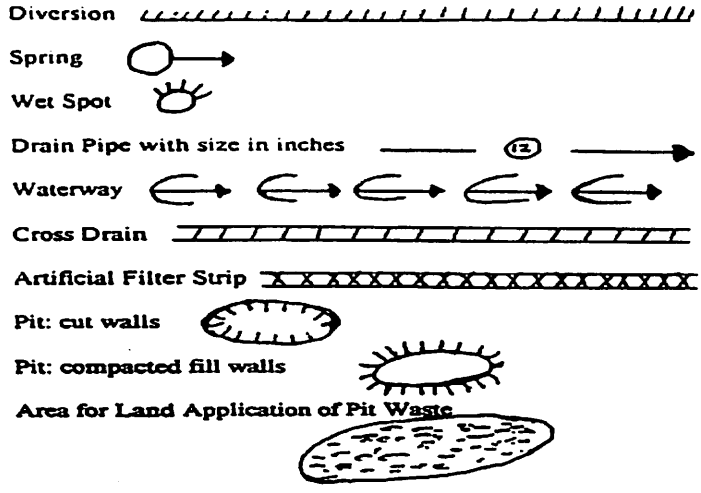 Diversion
Spring
Wet Spot
Drain Pipe with size in inches 12
Waterway
Cross Drain
Artificial Filter Strip
Pit: cut walls
Pit: compacted fill walls
Area for Land Application of Pit Waste